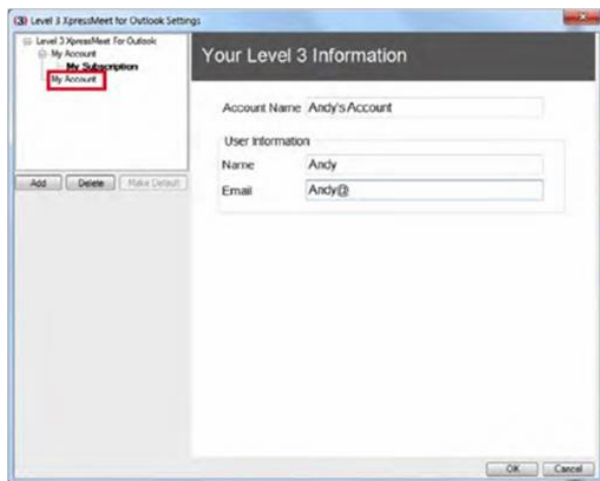 Level 3 XpressMeet for Outlook Settings
Level 3 XpressMeet For Outlook
My Account
My Subscription
My Account
Add Delete Make Default
Your Level 3 Information
Account Name Andy's Account
User Information
Name Andy
Email Andy@
OK Cancel